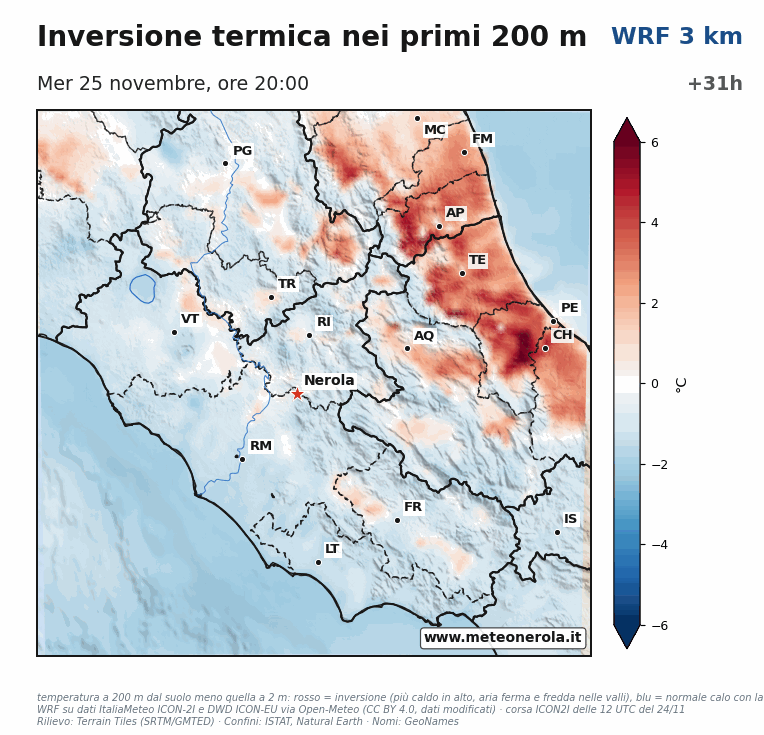 Inversione termica nei primi 200 m
WRF 3 km
Mer 25 novembre, ore 20:00
+31h
MC
FM
PG
AP
TE
TR
PE
VT
RI
AQ
CH
Nerola
RM
FR
IS
LT
6
4
2
0
−2
−4
−6
°C
www.meteonerola.it
temperatura a 200 m dal suolo meno quella a 2 m: rosso = inversione (più caldo in alto, aria ferma e fredda nelle valli), blu = normale calo con la
WRF su dati ItaliaMeteo ICON-2I e DWD ICON-EU via Open-Meteo (CC BY 4.0, dati modificati) · corsa ICON2I delle 12 UTC del 24/11
Rilievo: Terrain Tiles (SRTM/GMTED) · Confini: ISTAT, Natural Earth · Nomi: GeoNames